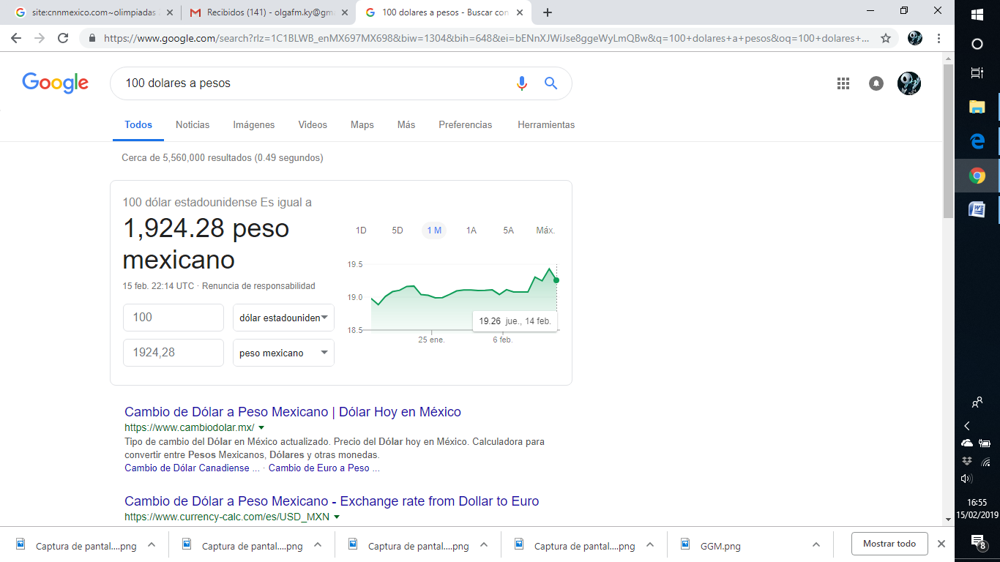 site:cnnmexico.com~olimpiadas
Recibidos (141) - olgafm.ky@gm
100 dolares a pesos - Buscar con
https://www.google.com/search?rlz=1C1BLWB_enMX697MX698&biw=1304&bih=648&ei=bENnXJWiJse8ggeWyLmQBw&q=100+dolares+a+pesos&oq=100+dolares+...
Google
100 dolares a pesos
Todos Noticias Imágenes Videos Maps Más Preferencias Herramientas
Cerca de 5,560,000 resultados (0.49 segundos)
100 dólar estadounidense Es igual a
1,924.28 peso
mexicano
15 feb. 22:14 UTC · Renuncia de responsabilidad
100 dólar estadouniden
1924,28 peso mexicano
1D 5D 1 M 1A 5A Máx.
19.5
19.0
18.5
19.26 jue., 14 feb.
25 ene. 6 feb.
Cambio de Dólar a Peso Mexicano | Dólar Hoy en México
https://www.cambiodolar.mx/
Tipo de cambio del Dólar en México actualizado. Precio del Dólar hoy en México. Calculadora para
convertir entre Pesos Mexicanos, Dólares y otras monedas.
Cambio de Dólar Canadiense ... · Cambio de Euro a Peso ...
Cambio de Dólar a Peso Mexicano - Exchange rate from Dollar to Euro
https://www.currency-calc.com/es/USD_MXN
Captura de pantal....png
Captura de pantal....png
Captura de pantal....png
Captura de pantal....png
GGM.png
Mostrar todo
16:55
15/02/2019
8